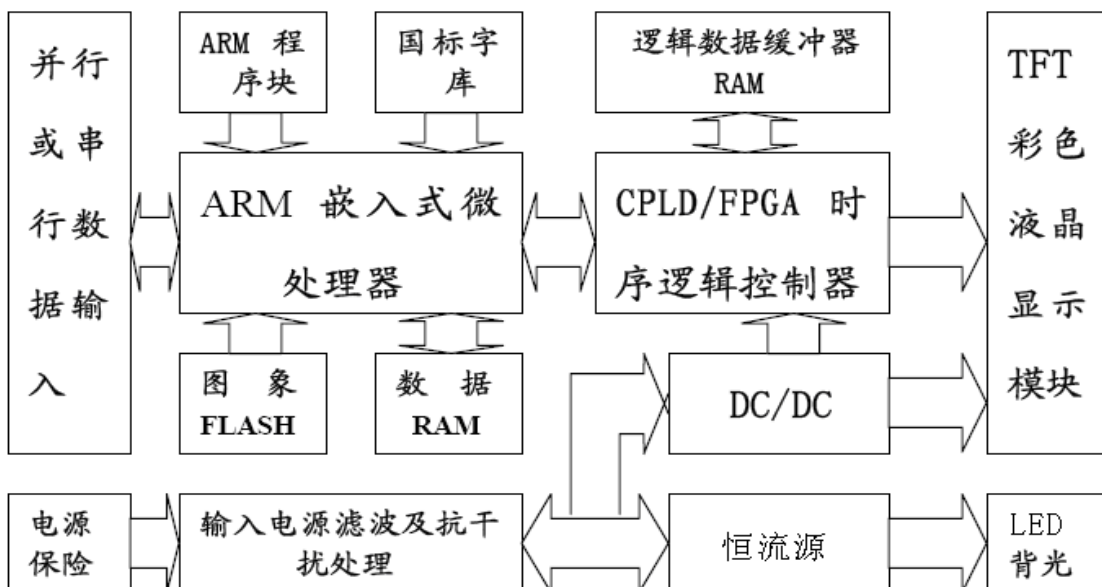 并行
或串
行数
据输
入
ARM 程
序块
国标字
库
逻辑数据缓冲器
RAM
TFT
彩色
液晶
显示
模块
ARM 嵌入式微
处理器
CPLD/FPGA 时
序逻辑控制器
图 象
FLASH
数 据
RAM
DC/DC
电源
保险
输入电源滤波及抗干
扰处理
恒流源
LED
背光